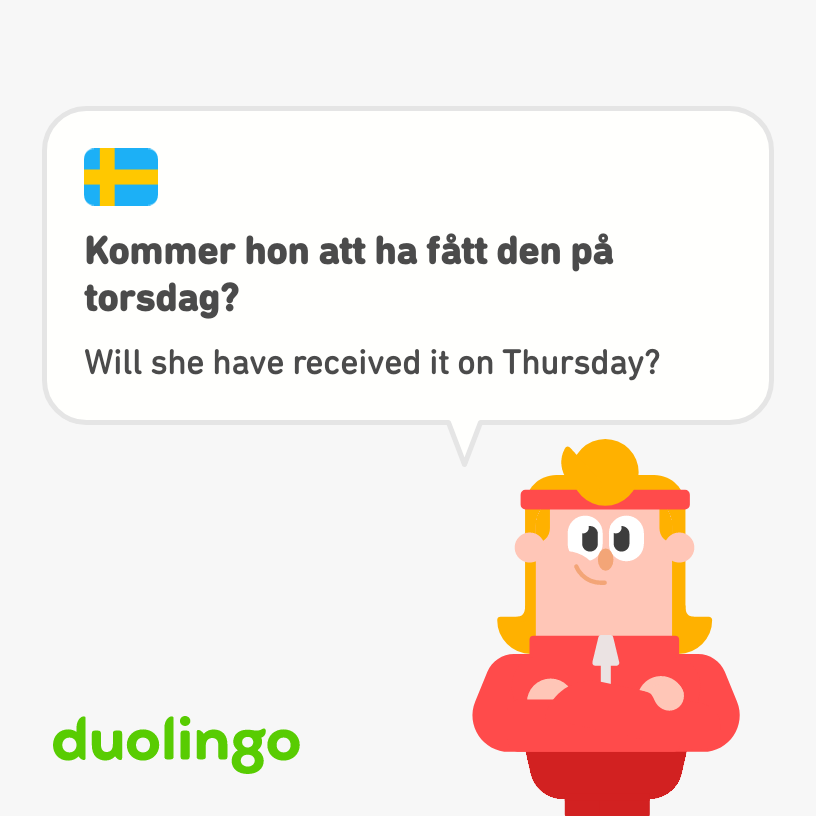 Kommer hon att ha fått den på
torsdag?
Will she have received it on Thursday?
duolingo